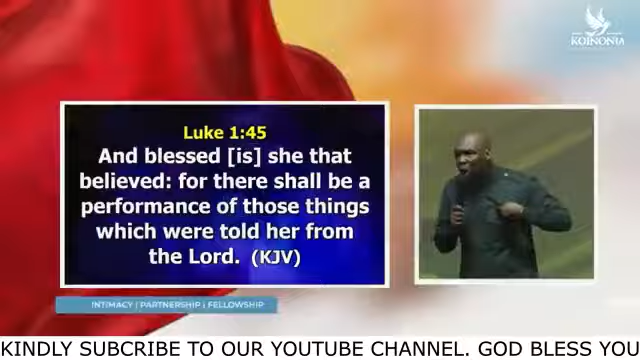 KOINONIA
Luke 1:45
And blessed [is] she that
believed: for there shall be a
performance of those things
which were told her from
the Lord. (KJV)
INTIMACY | PARTNERSHIP | FELLOWSHIP
KINDLY SUBCRIBE TO OUR YOUTUBE CHANNEL. GOD BLESS YOU